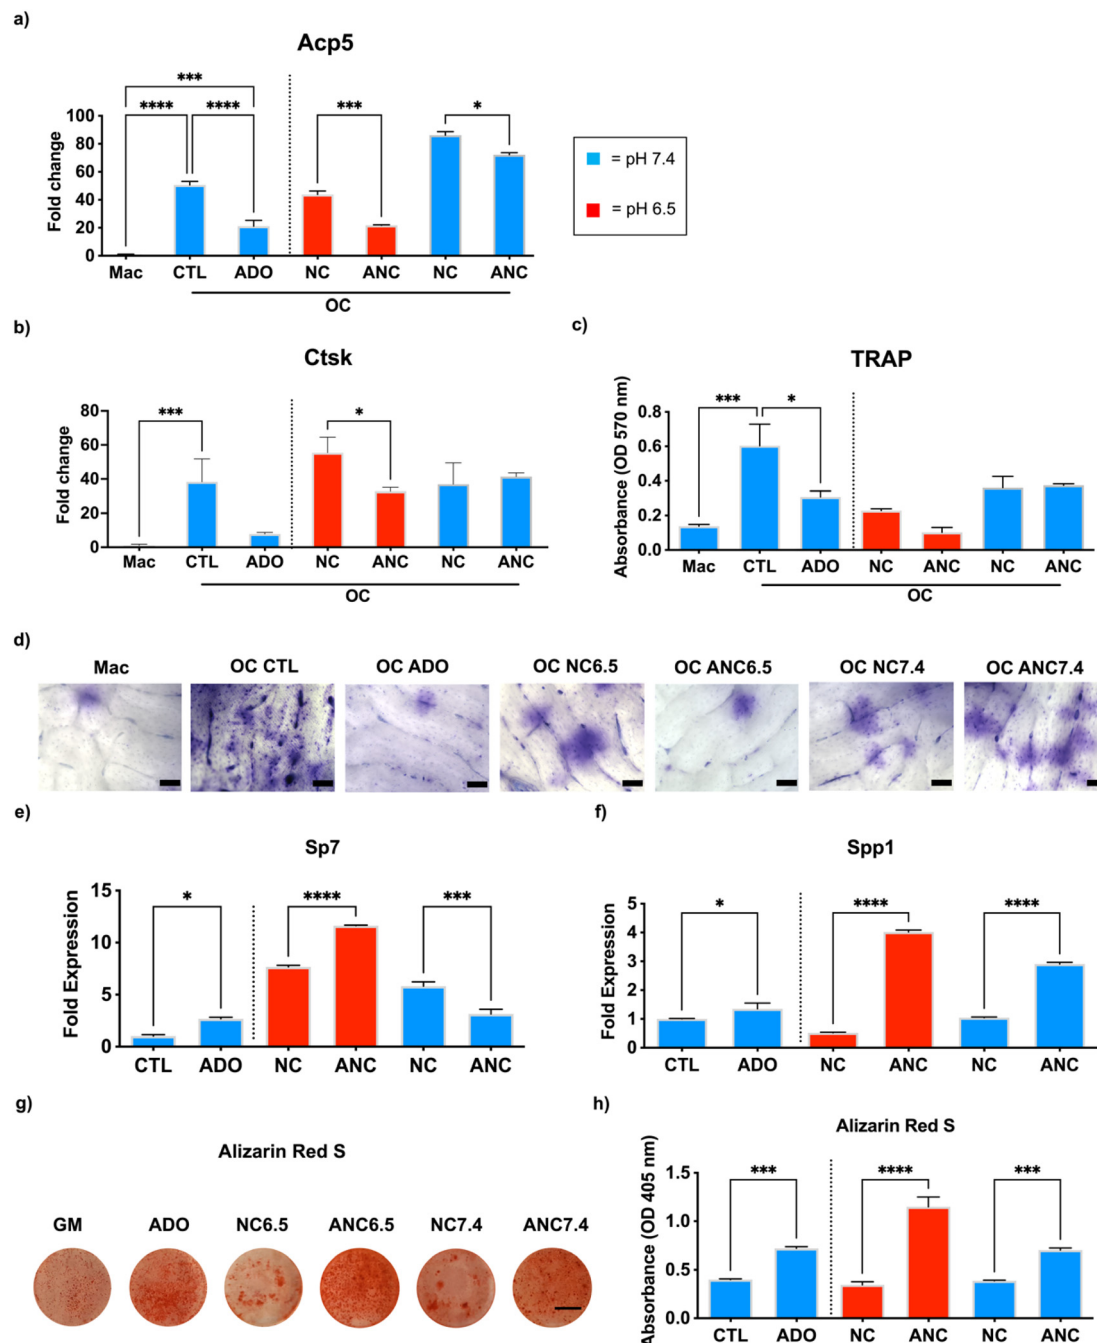 a)
Acp5
***
**** ****
*** *
Fold change
100
80
60
40
20
0
Mac CTL ADO NC ANC NC ANC
OC
= pH 7.4
= pH 6.5
b)
Ctsk
*** *
Fold change
80
60
40
20
0
Mac CTL ADO NC ANC NC ANC
OC
c)
TRAP
*** *
Absorbance (OD 570 nm)
0.8
0.6
0.4
0.2
0.0
Mac CTL ADO NC ANC NC ANC
OC
d)
Mac OC CTL OC ADO OC NC6.5 OC ANC6.5 OC NC7.4 OC ANC7.4
e)
Sp7
* **** ***
Fold Expression
15
10
5
0
CTL ADO NC ANC NC ANC
f)
Spp1
* **** ****
Fold Expression
5
4
3
2
1
0
CTL ADO NC ANC NC ANC
g)
Alizarin Red S
GM ADO NC6.5 ANC6.5 NC7.4 ANC7.4
h)
Alizarin Red S
*** **** ***
Absorbance (OD 405 nm)
1.5
1.0
0.5
0.0
CTL ADO NC ANC NC ANC